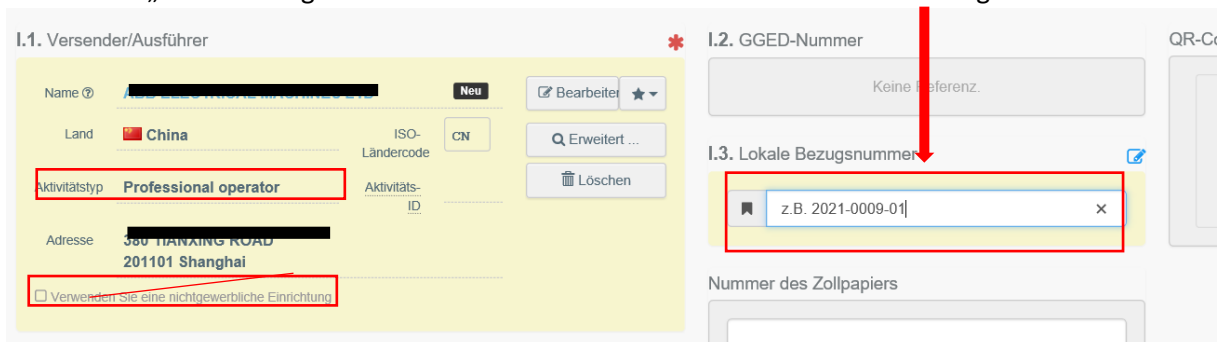 I.1. Versender/Ausführer
I.2. GGED-Nummer
Name
Neu
Bearbeiten
Keine Referenz.
Land
China
ISO-
Ländercode
CN
Erweitert ...
I.3. Lokale Bezugsnummer
Aktivitätstyp
Professional operator
Aktivitäts-
ID
Löschen
z.B. 2021-0009-01
Adresse
201101 Shanghai
Verwenden Sie eine nichtgewerbliche Einrichtung
Nummer des Zollpapiers